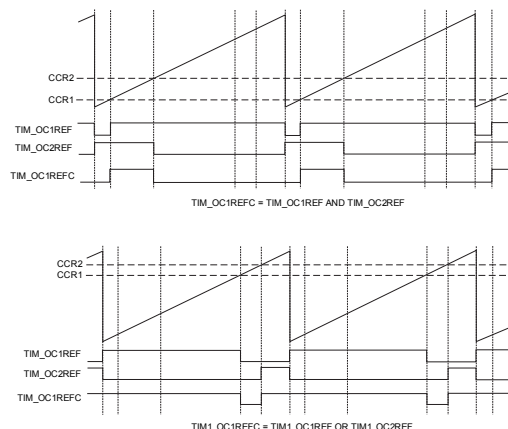 CCR2
CCR1
TIM_OC1REF
TIM_OC2REF
TIM_OC1REFC
TIM_OC1REFC = TIM_OC1REF AND TIM_OC2REF
CCR2
CCR1
TIM_OC1REF
TIM_OC2REF
TIM_OC1REFC
TIM1_OC1REFC = TIM1_OC1REF OR TIM1_OC2REF